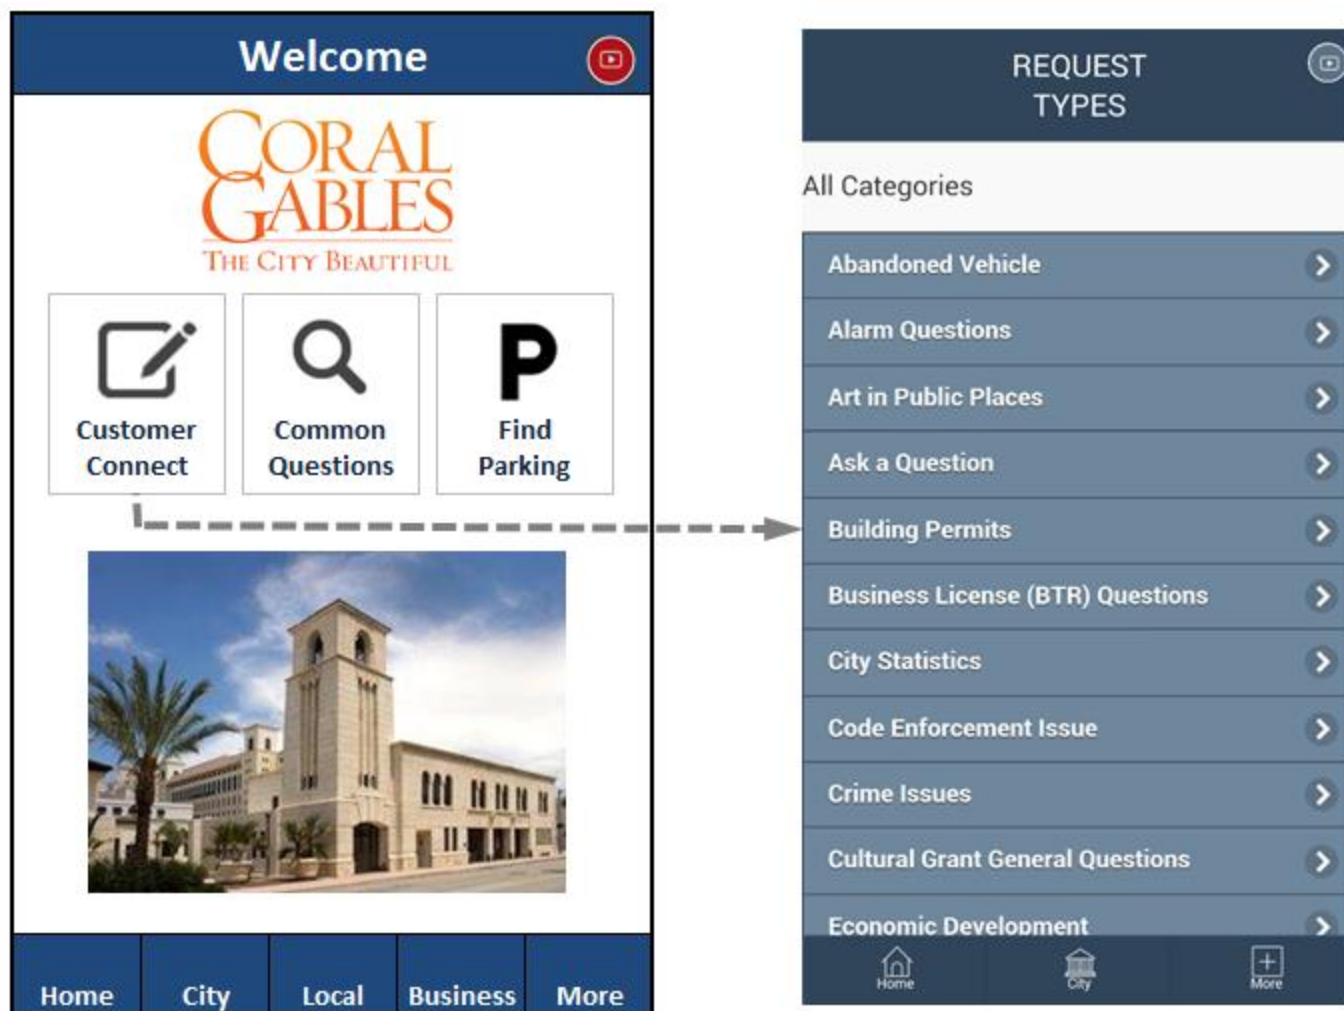 Welcome
CORAL
GABLES
THE CITY BEAUTIFUL
Customer
Connect
Common
Questions
P
Find
Parking
Home
City
Local
Business
More
REQUEST
TYPES
All Categories
Abandoned Vehicle
Alarm Questions
Art in Public Places
Ask a Question
Building Permits
Business License (BTR) Questions
City Statistics
Code Enforcement Issue
Crime Issues
Cultural Grant General Questions
Economic Development
Home
City
More